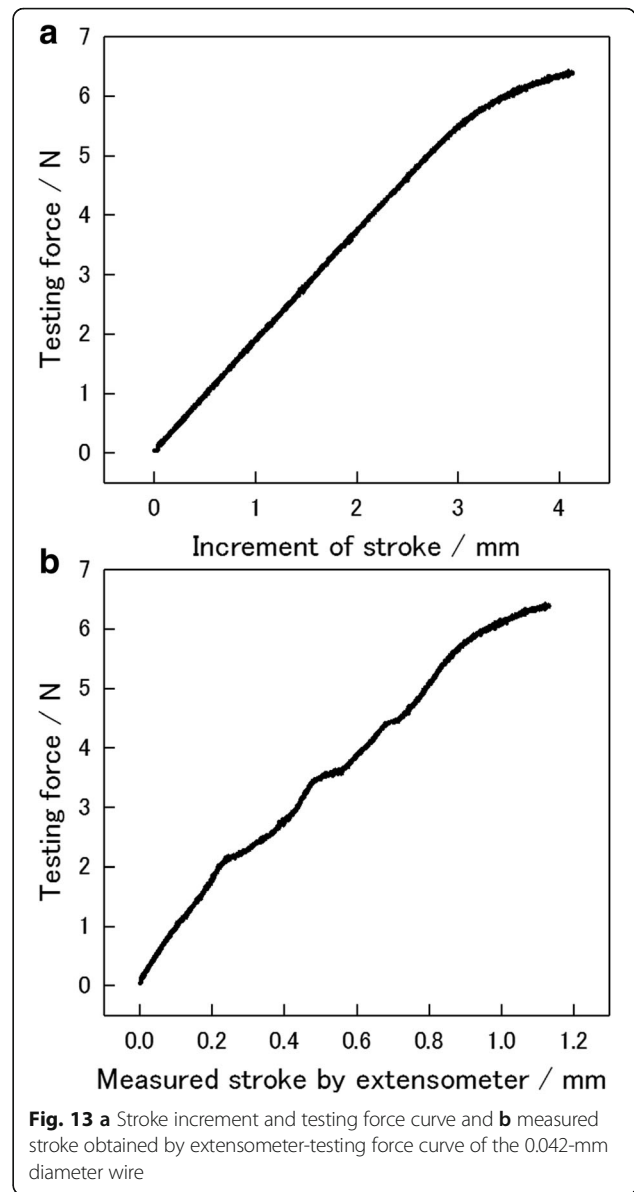 a
7
6
5
4
3
2
1
0
Testing force / N
0 1 2 3 4
Increment of stroke / mm
b
7
6
5
4
3
2
1
0
Testing force / N
0.0 0.2 0.4 0.6 0.8 1.0 1.2
Measured stroke by extensometer / mm
Fig. 13 a Stroke increment and testing force curve and b measured
stroke obtained by extensometer-testing force curve of the 0.042-mm
diameter wire